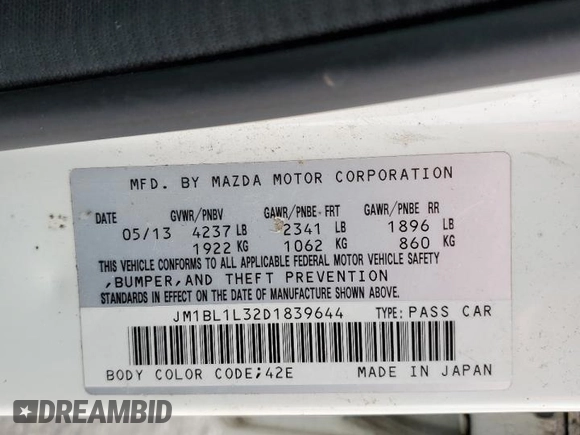 MFD. BY MAZDA MOTOR CORPORATION
DATE GVWR/PNBV GAWR/PNBE FRT GAWR/PNBE RR
05/13 4237 LB 2341 LB 1896 LB
1922 KG 1062 KG 860 KG
THIS VEHICLE CONFORMS TO ALL APPLICABLE FEDERAL MOTOR VEHICLE SAFETY
,BUMPER,AND THEFT PREVENTION
STANDARDS IN EFFECT ON THE DATE OF MANUFACTURE SHOWN ABOVE.
JM1BL1L32D1839644 TYPE: PASS CAR
BODY COLOR CODE;42E MADE IN JAPAN
DREAMBID